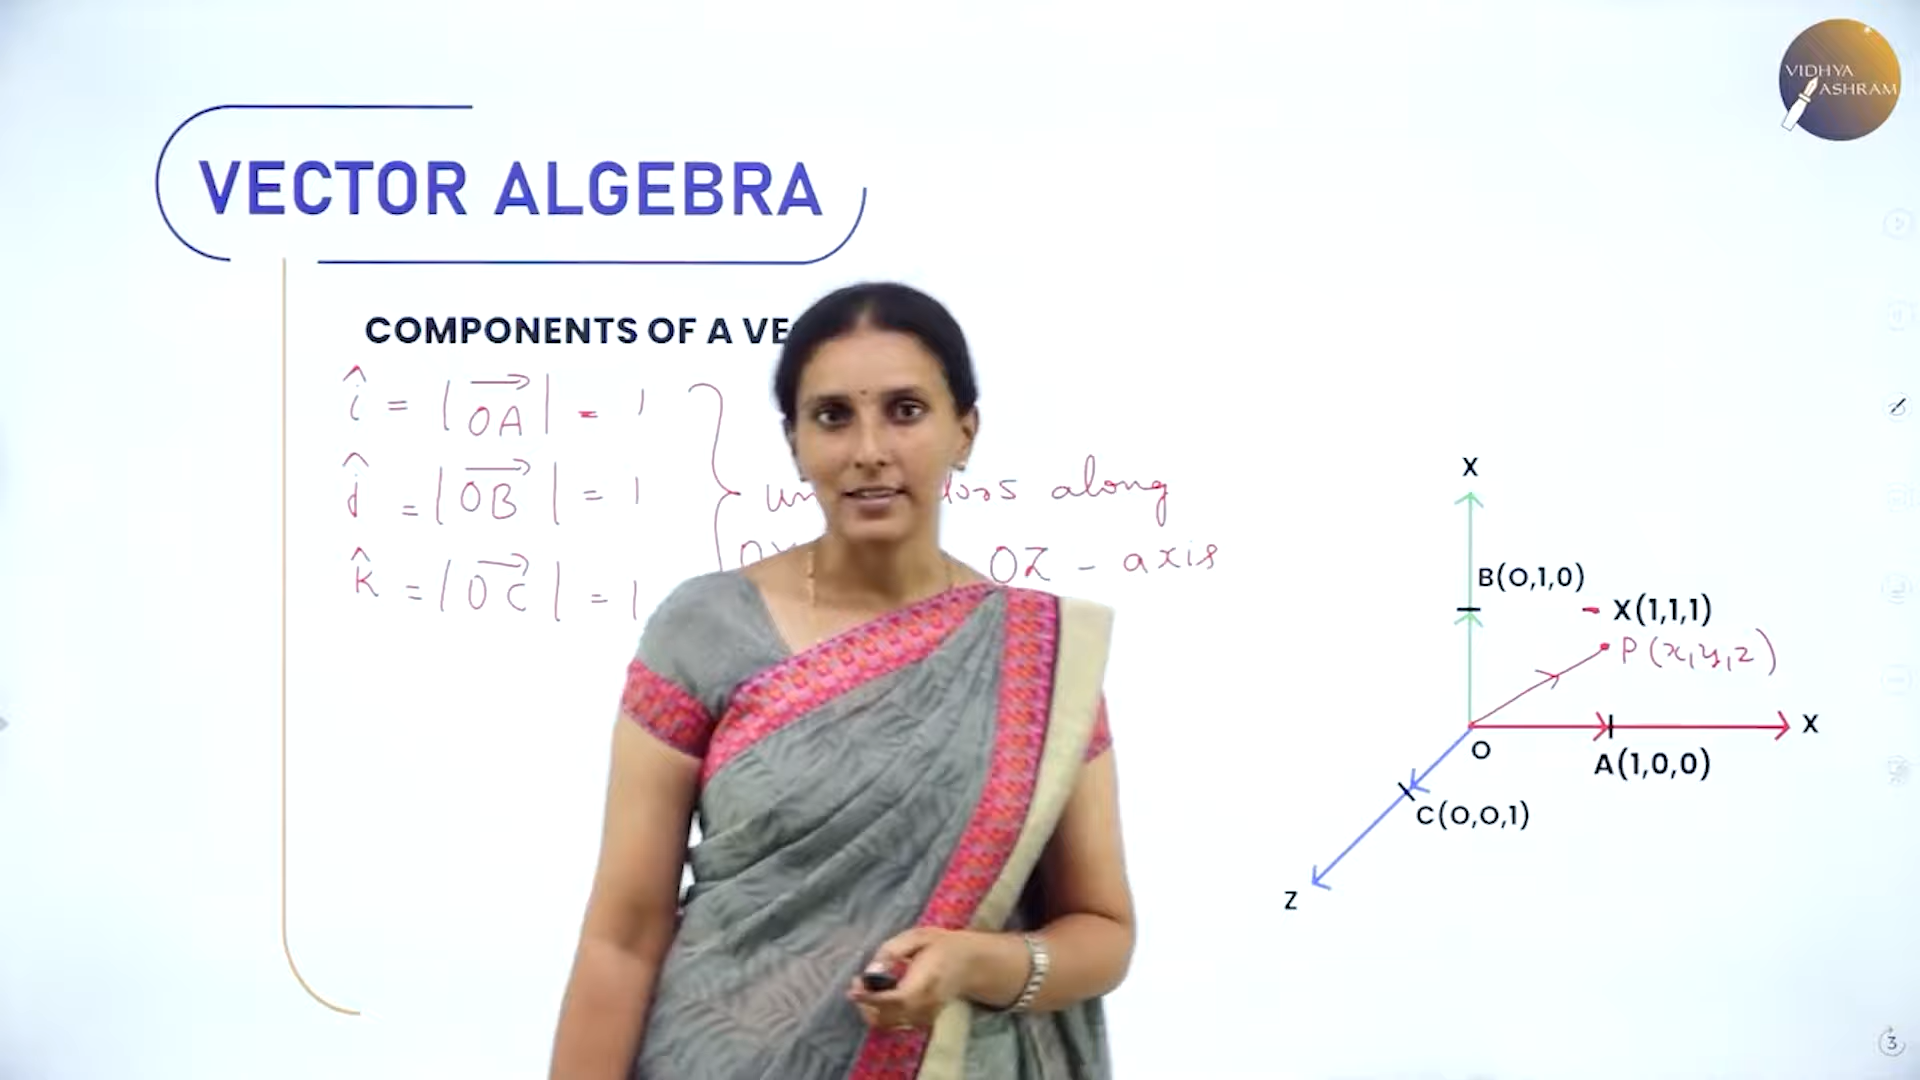 VIDHYA
ASHRAM
VECTOR ALGEBRA
COMPONENTS OF A
î = |OA⃗| = 1
ĵ = |OB⃗| = 1
along
k̂ = |OC⃗| = 1
OZ - axis
X
B(0,1,0)
X(1,1,1)
P(x,y,z)
X
O
A(1,0,0)
C(0,0,1)
Z
3